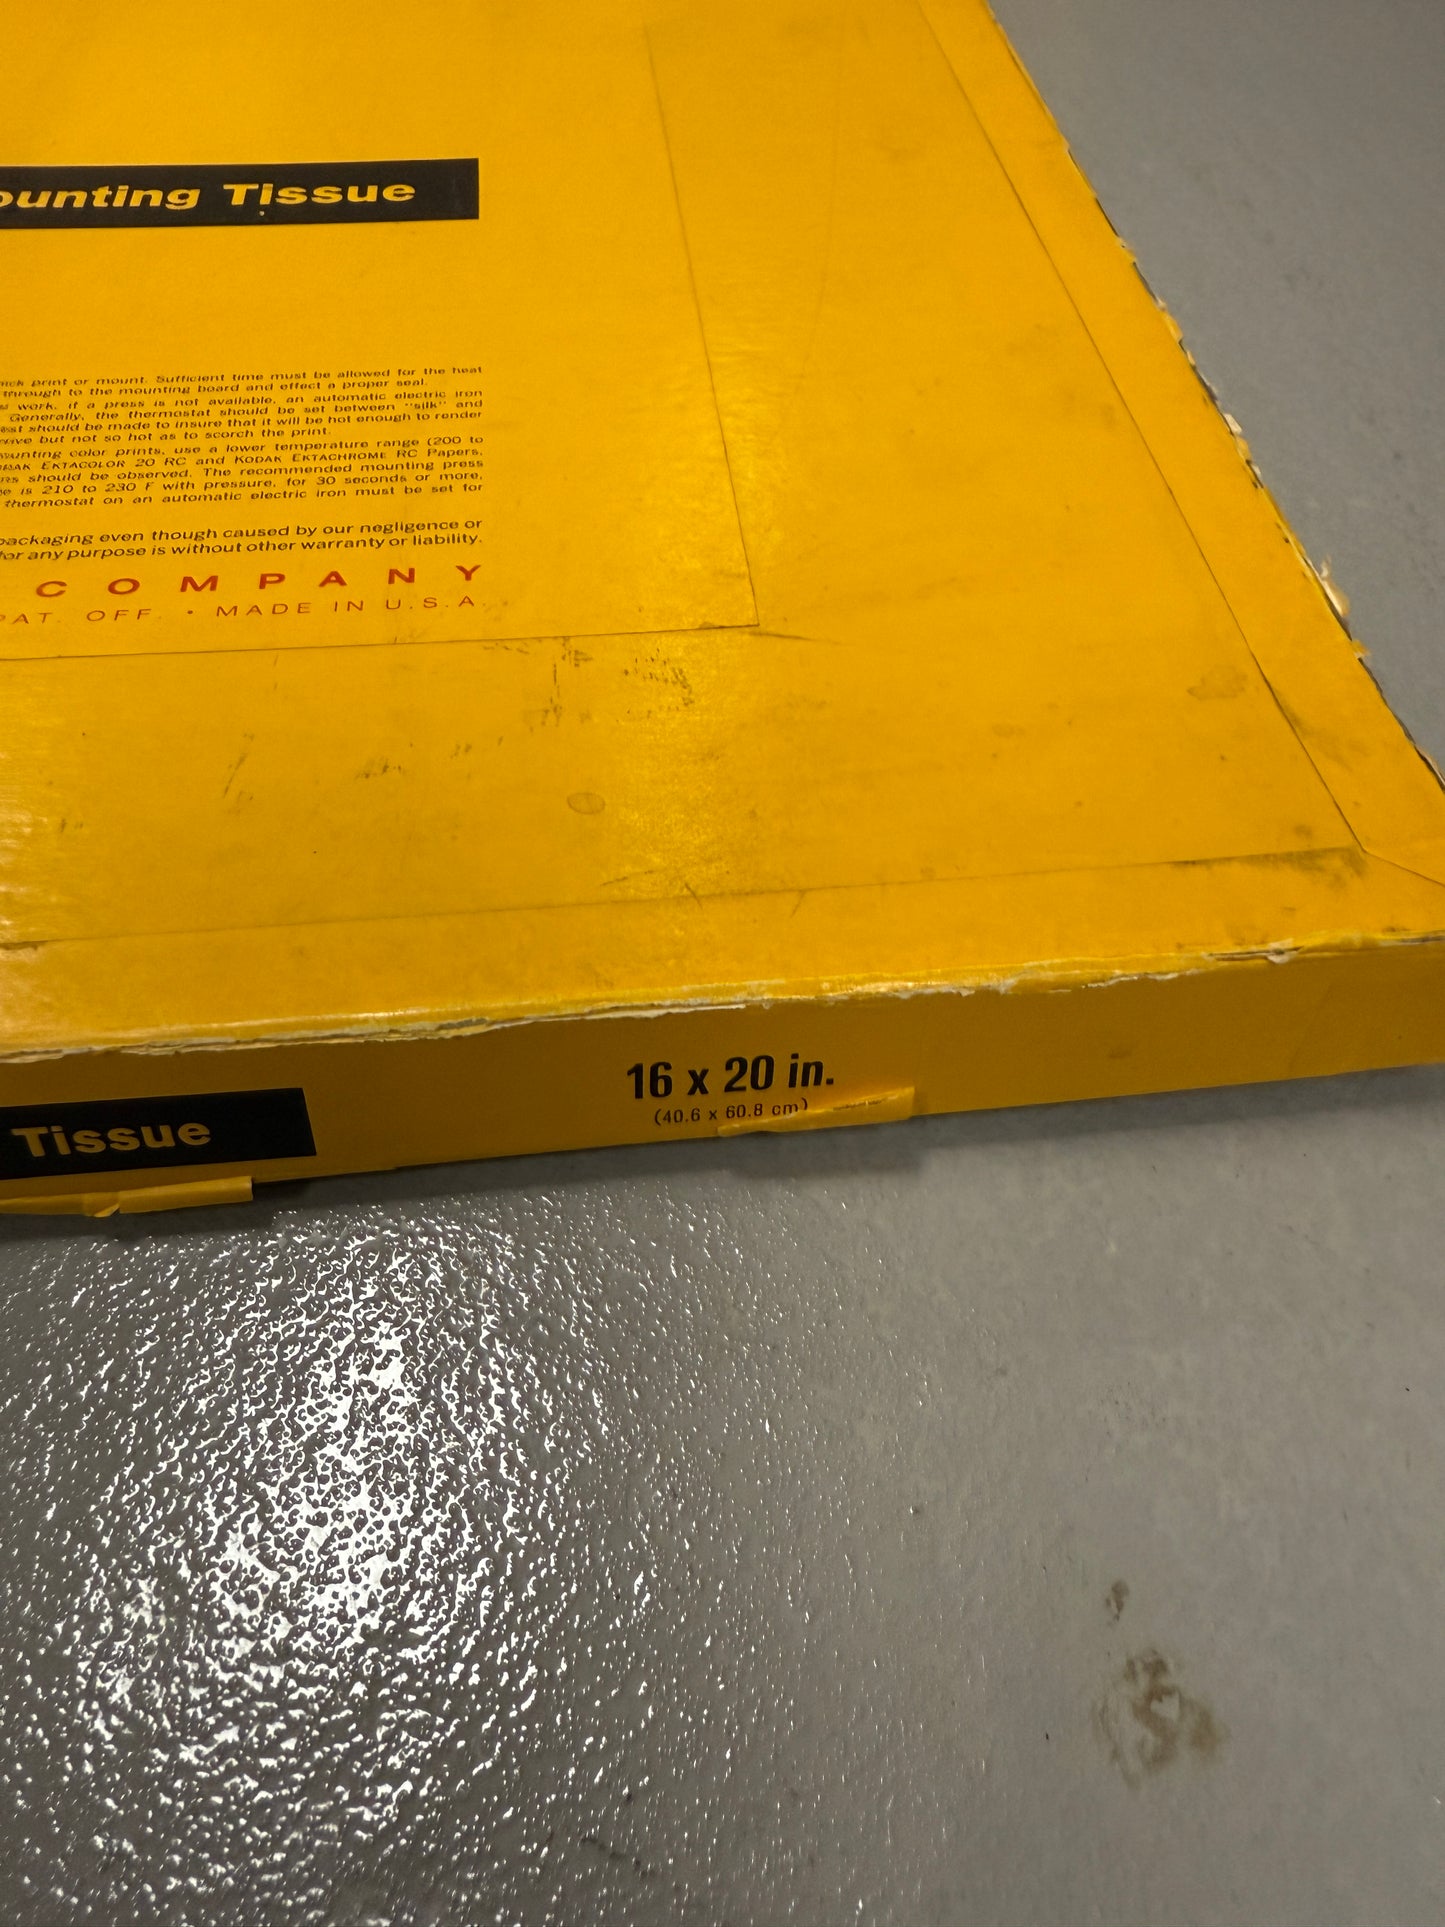 ounting Tissue
print or mount. Sufficient time must be allowed for the heat
through to the mounting board and effect a proper seal.
work, if a press is not available, an automatic electric iron
Generally, the thermostat should be set between "silk" and
should be made to insure that it will be hot enough to render
but not so hot as to scorch the print.
unting color prints, use a lower temperature range (200 to
EKTACOLOR 20 RC and KODAK EKTACHROME RC Papers,
should be observed. The recommended mounting press
is 210 to 230 F with pressure, for 30 seconds or more,
thermostat on an automatic electric iron must be set for
packaging even though caused by our negligence or
for any purpose is without other warranty or liability.
COMPANY
PAT. OFF. • MADE IN U.S.A.
Tissue
16 x 20 in.
(40.6 x 60.8 cm)